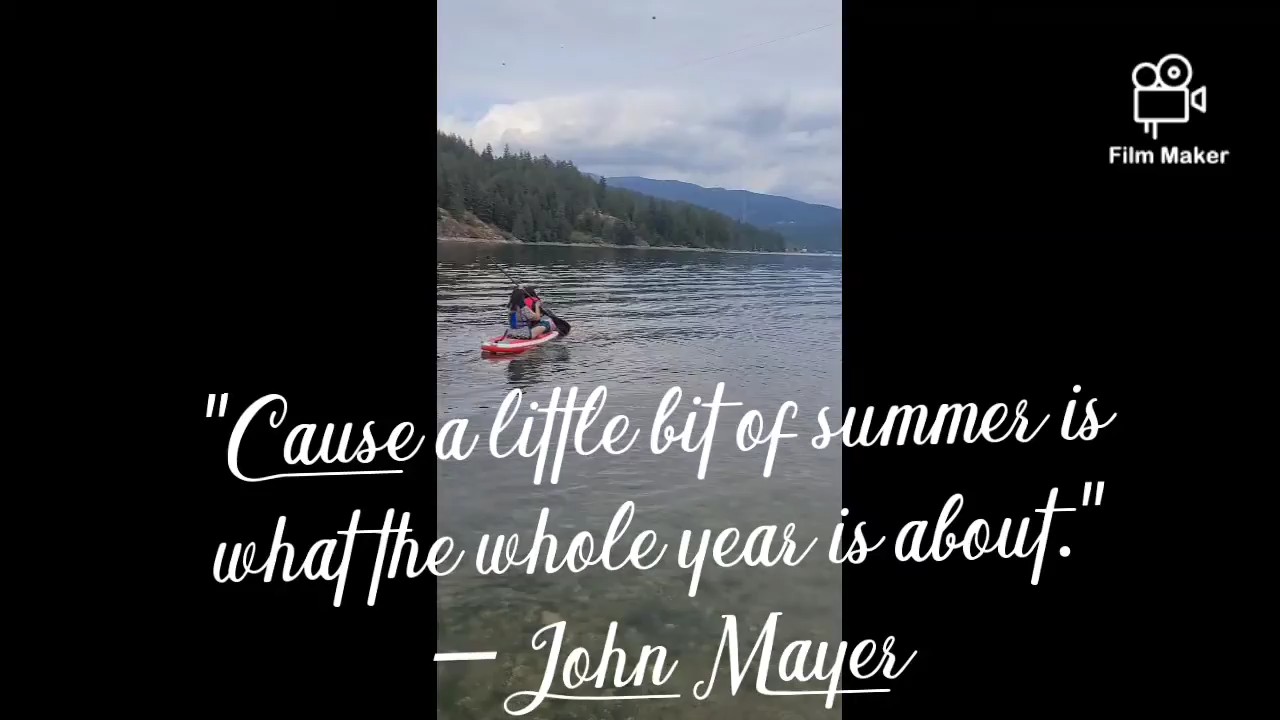 Film Maker
"Cause a little bit of summer is
what the whole year is about."
— John Mayer